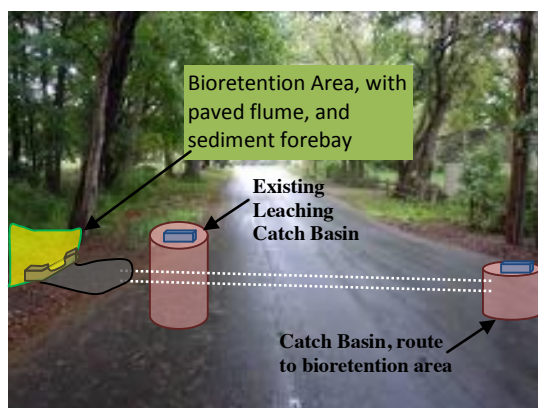 Bioretention Area, with
paved flume, and
sediment forebay
Existing
Leaching
Catch Basin
Catch Basin, route
to bioretention area